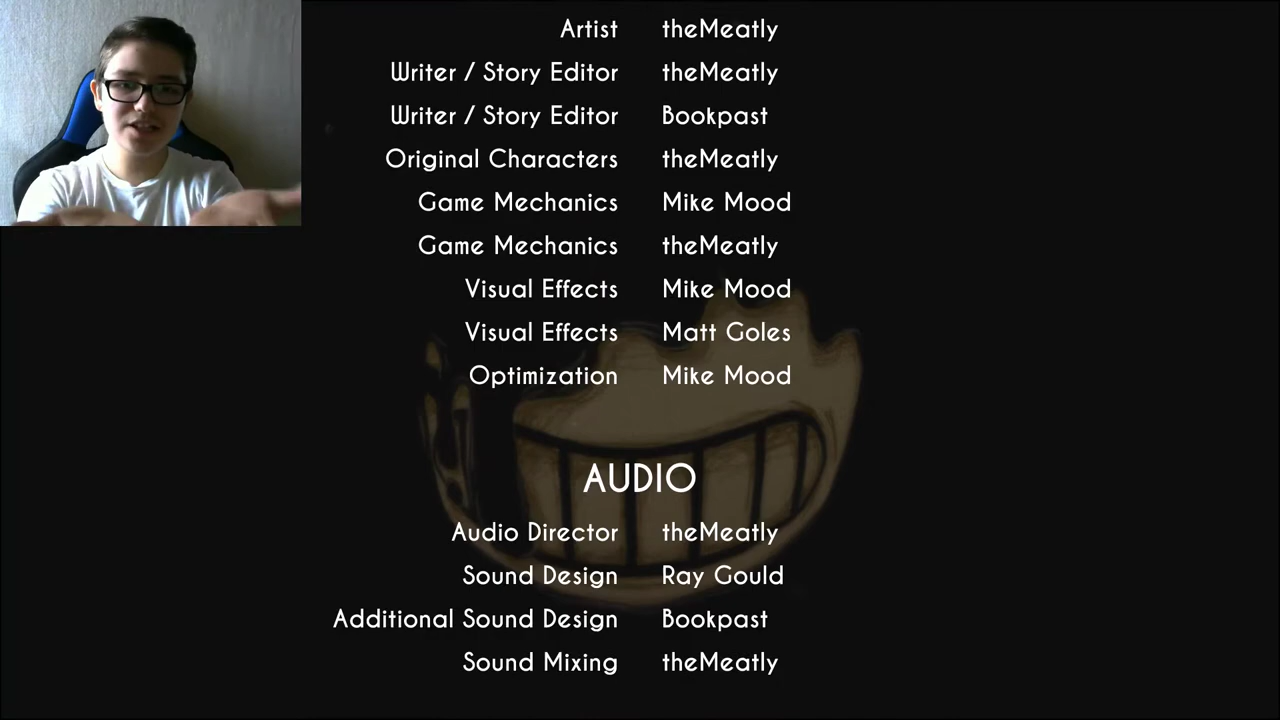 Artist theMeatly
Writer / Story Editor theMeatly
Writer / Story Editor Bookpast
Original Characters theMeatly
Game Mechanics Mike Mood
Game Mechanics theMeatly
Visual Effects Mike Mood
Visual Effects Matt Goles
Optimization Mike Mood
AUDIO
Audio Director theMeatly
Sound Design Ray Gould
Additional Sound Design Bookpast
Sound Mixing theMeatly